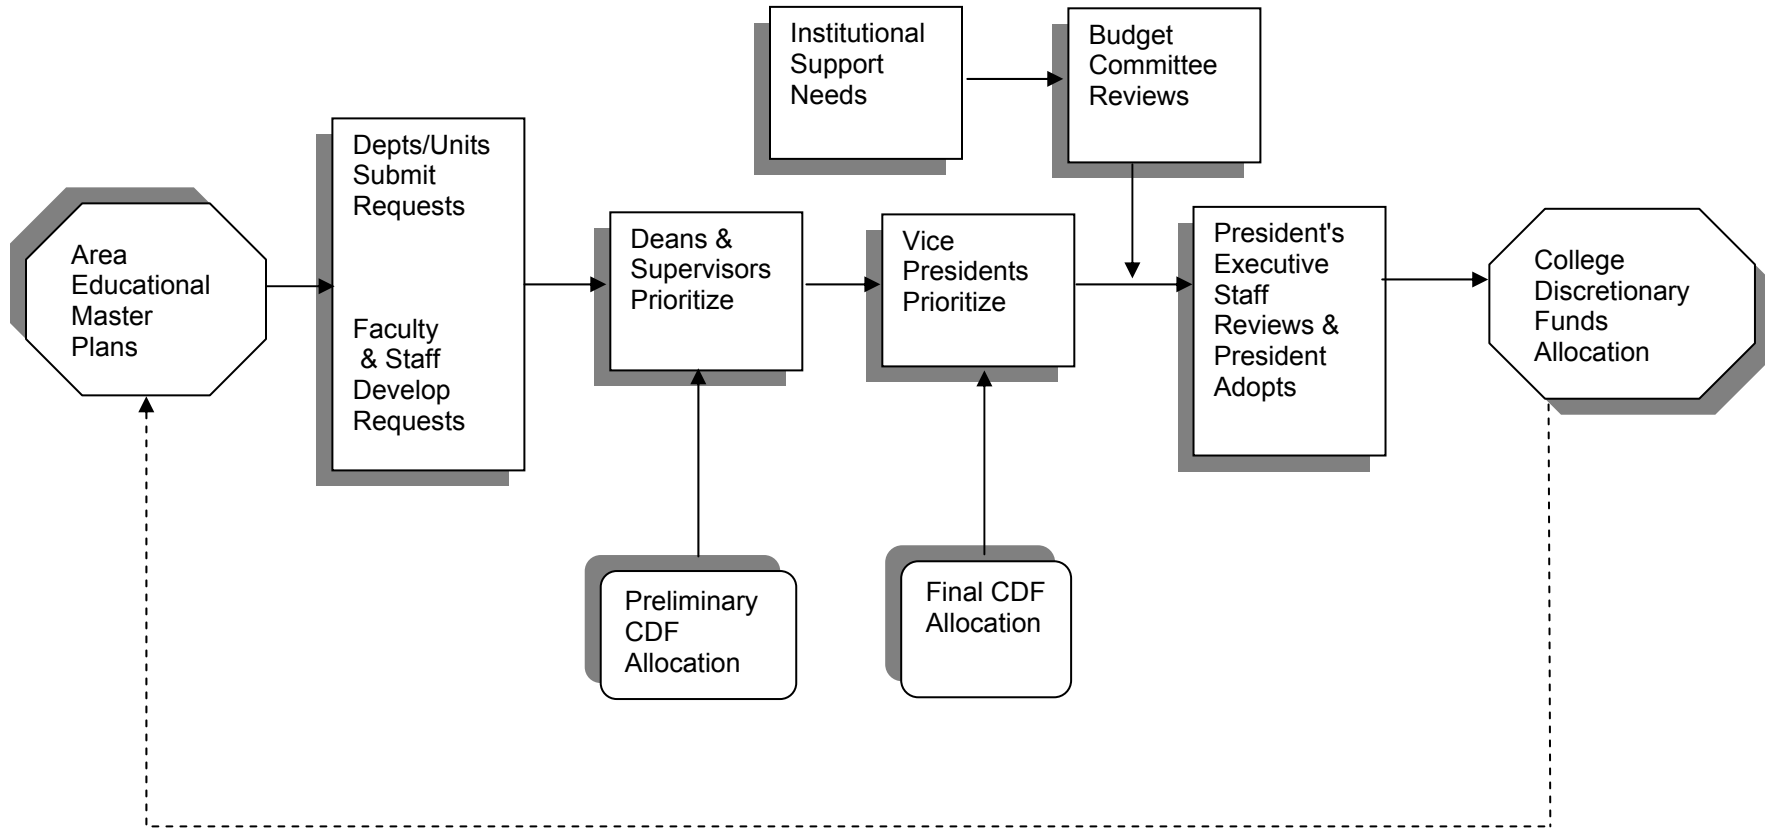 Institutional
Support
Needs
Budget
Committee
Reviews
Area
Educational
Master
Plans
Depts/Units
Submit
Requests
Faculty
& Staff
Develop
Requests
Deans &
Supervisors
Prioritize
Vice
Presidents
Prioritize
President's
Executive
Staff
Reviews &
President
Adopts
College
Discretionary
Funds
Allocation
Preliminary
CDF
Allocation
Final CDF
Allocation